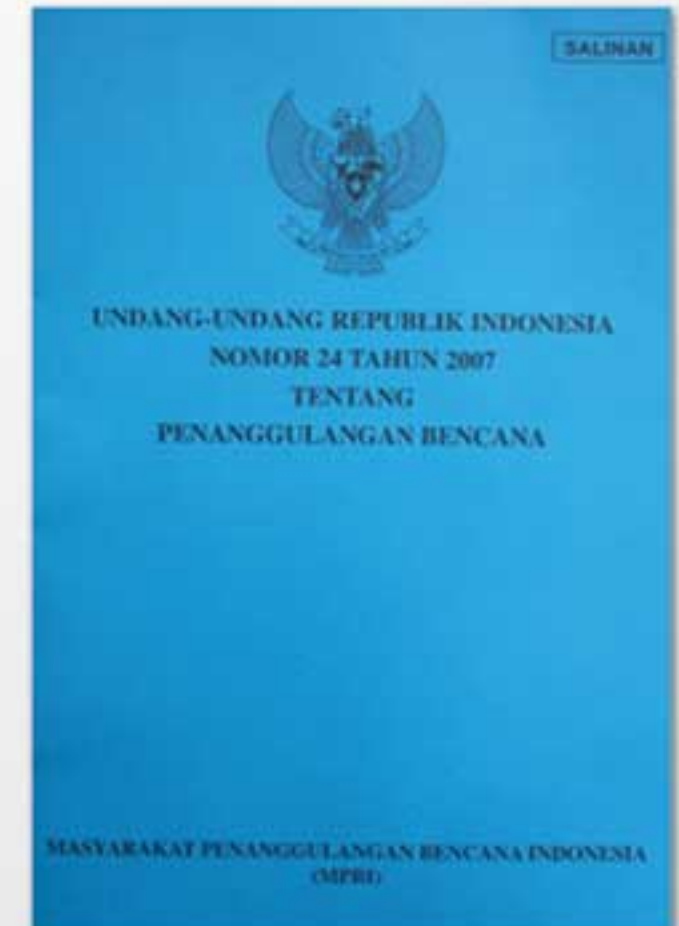 SALINAN
UNDANG-UNDANG REPUBLIK INDONESIA
NOMOR 24 TAHUN 2007
TENTANG
PENANGGULANGAN BENCANA
MASYARAKAT PENANGGULANGAN BENCANA INDONESIA
(MPBI)